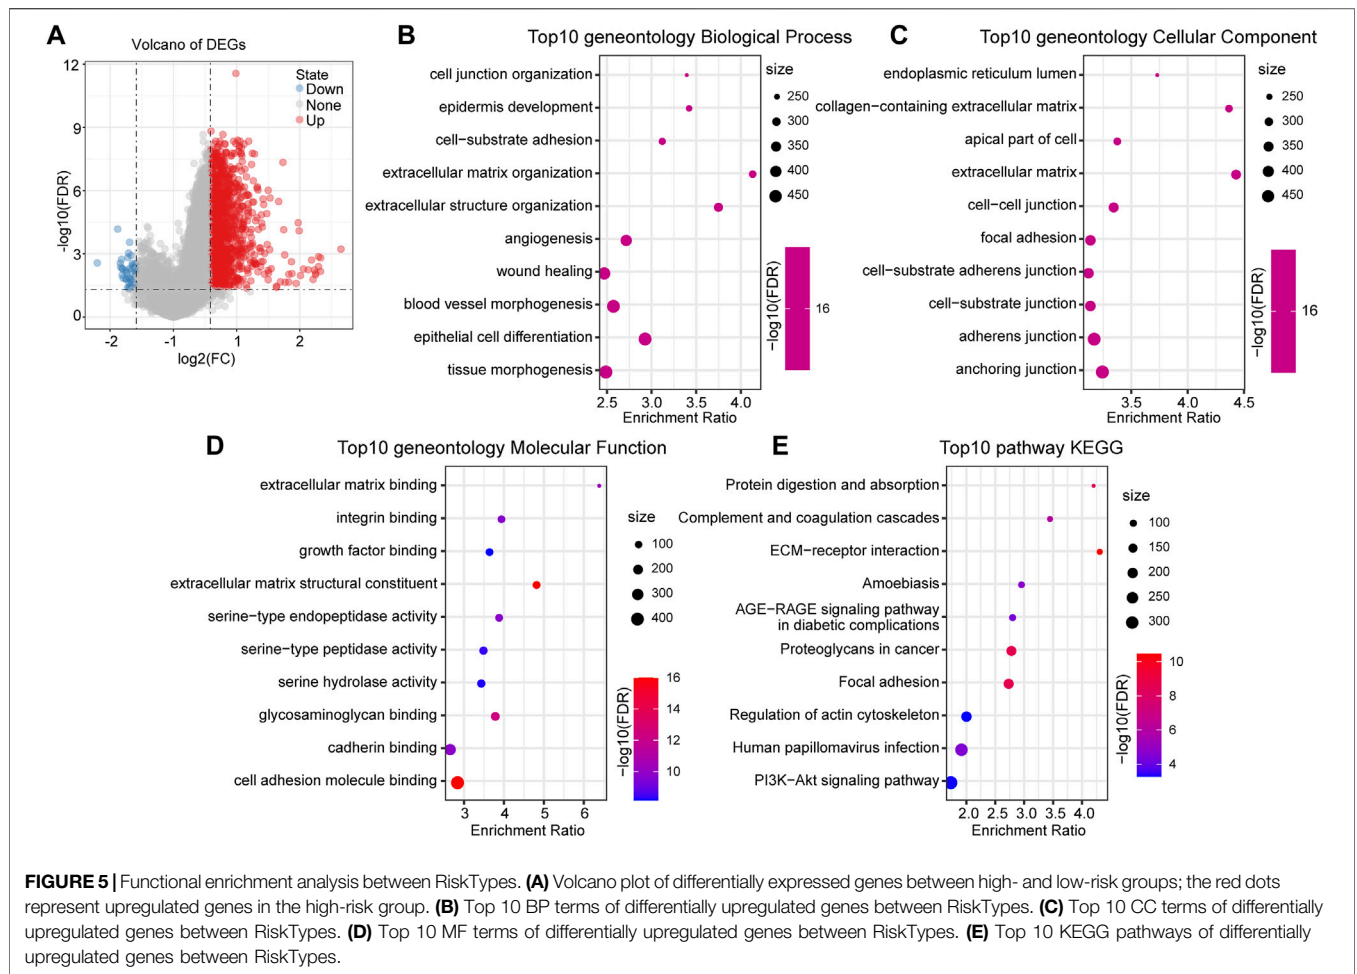 A
Volcano of DEGs
12
9
6
3
0
-log10(FDR)
-2
-1
1
2
log2(FC)
State
Down
None
Up
B
Top10 geneontology Biological Process
cell junction organization
epidermis development
cell−substrate adhesion
extracellular matrix organization
extracellular structure organization
angiogenesis
wound healing
blood vessel morphogenesis
epithelial cell differentiation
tissue morphogenesis
2.5 3.0 3.5 4.0
Enrichment Ratio
size
250
300
350
400
450
−log10(FDR)
16
C
Top10 geneontology Cellular Component
endoplasmic reticulum lumen
collagen−containing extracellular matrix
apical part of cell
extracellular matrix
cell−cell junction
focal adhesion
cell−substrate adherens junction
cell−substrate junction
adherens junction
anchoring junction
3.5 4.0 4.5
Enrichment Ratio
size
250
300
350
400
450
−log10(FDR)
16
D
Top10 geneontology Molecular Function
extracellular matrix binding
integrin binding
growth factor binding
extracellular matrix structural constituent
serine−type endopeptidase activity
serine−type peptidase activity
serine hydrolase activity
glycosaminoglycan binding
cadherin binding
cell adhesion molecule binding
3 4 5 6
Enrichment Ratio
size
100
200
300
400
−log10(FDR)
16
14
12
10
E
Top10 pathway KEGG
Protein digestion and absorption
Complement and coagulation cascades
ECM−receptor interaction
Amoebiasis
AGE−RAGE signaling pathway
in diabetic complications
Proteoglycans in cancer
Focal adhesion
Regulation of actin cytoskeleton
Human papillomavirus infection
PI3K−Akt signaling pathway
2.0 2.5 3.0 3.5 4.0
Enrichment Ratio
size
100
150
200
250
300
−log10(FDR)
10
8
6
4
FIGURE 5 | Functional enrichment analysis between RiskTypes. (A) Volcano plot of differentially expressed genes between high- and low-risk groups; the red dots
represent upregulated genes in the high-risk group. (B) Top 10 BP terms of differentially upregulated genes between RiskTypes. (C) Top 10 CC terms of differentially
upregulated genes between RiskTypes. (D) Top 10 MF terms of differentially upregulated genes between RiskTypes. (E) Top 10 KEGG pathways of differentially
upregulated genes between RiskTypes.